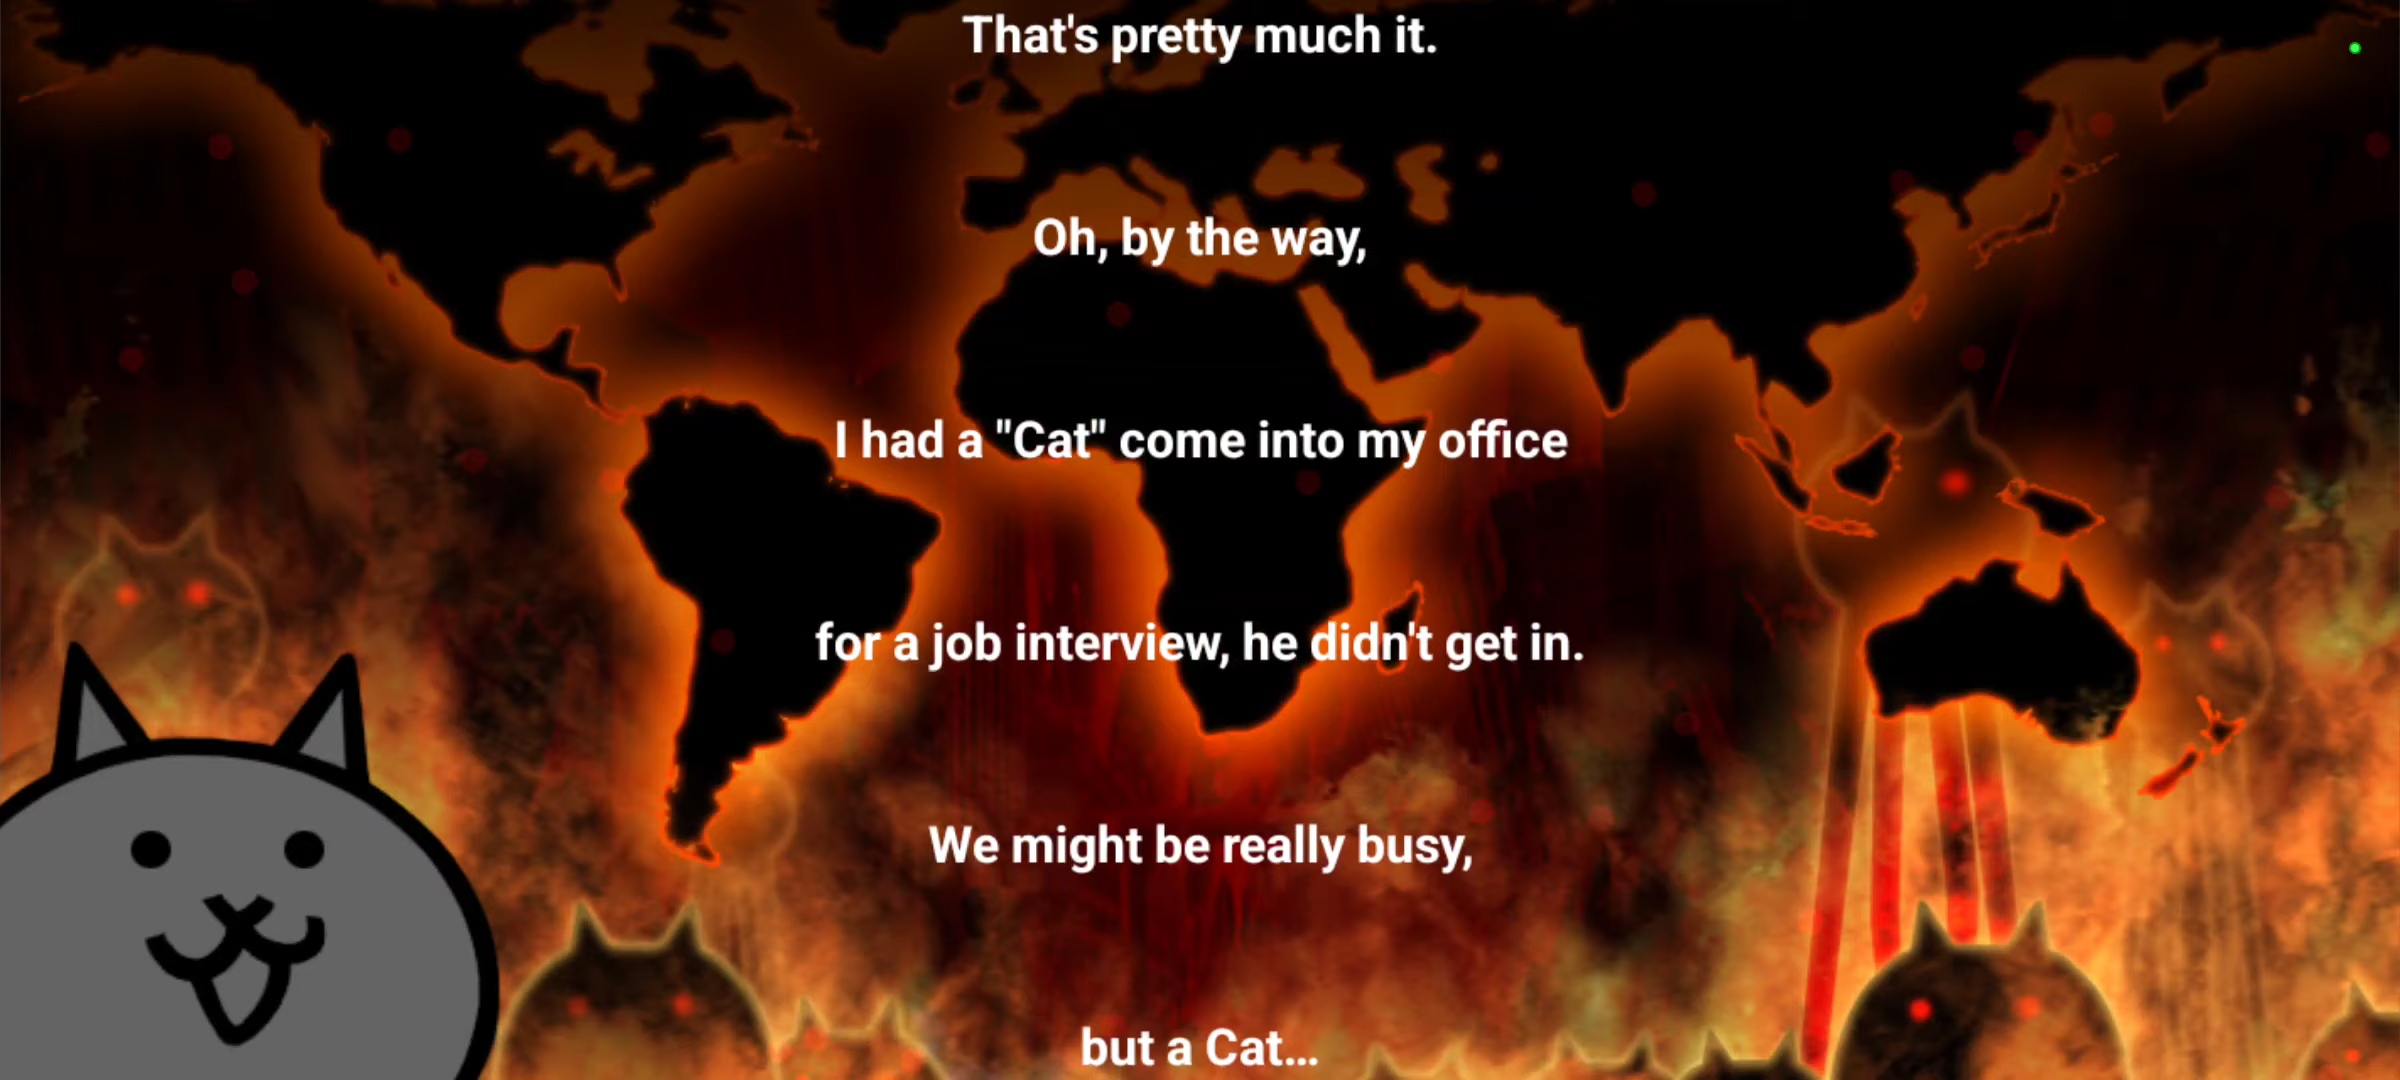 That's pretty much it.
Oh, by the way,
I had a "Cat" come into my office
for a job interview, he didn't get in.
We might be really busy,
but a Cat...